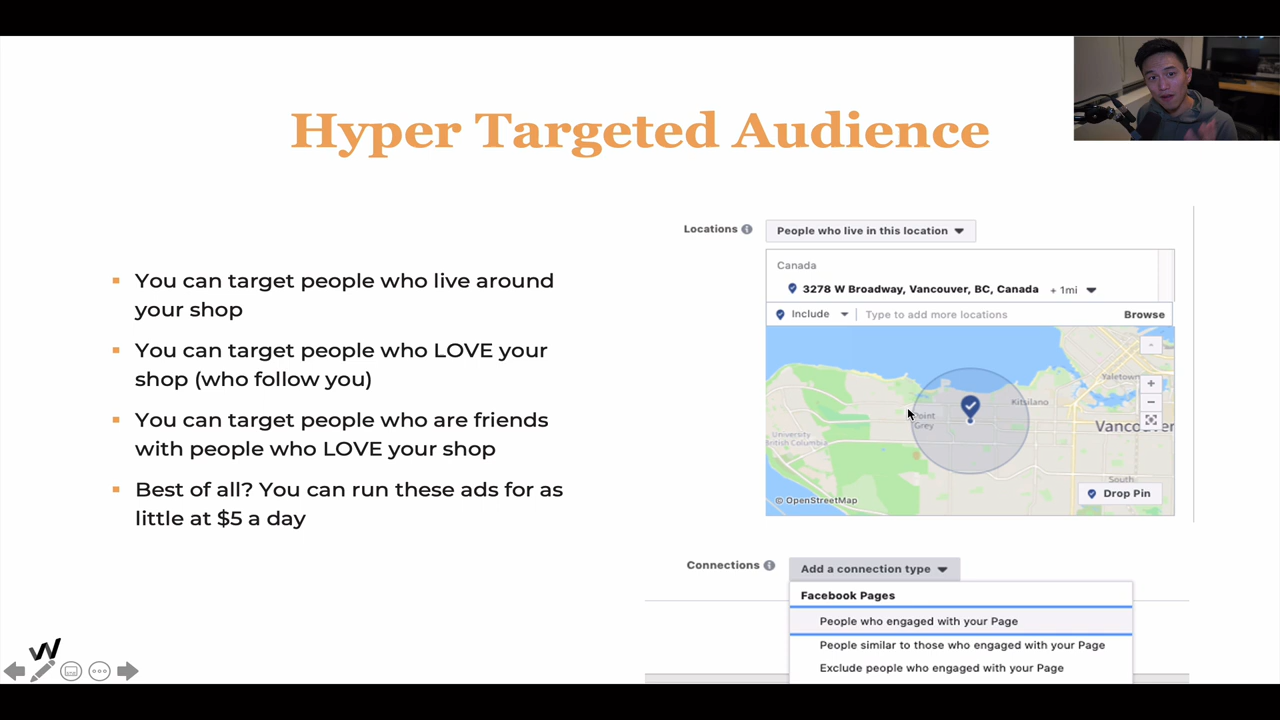 Hyper Targeted Audience
You can target people who live around
your shop
You can target people who LOVE your
shop (who follow you)
You can target people who are friends
with people who LOVE your shop
Best of all? You can run these ads for as
little at $5 a day
Locations
People who live in this location
Canada
3278 W Broadway, Vancouver, BC, Canada + 1mi
Include
Type to add more locations
Browse
Yaletown
Kitsilano
Point
Grey
University
British Columbia
Vancouver
South
Drop Pin
© OpenStreetMap
Connections
Add a connection type
Facebook Pages
People who engaged with your Page
People similar to those who engaged with your Page
Exclude people who engaged with your Page
W